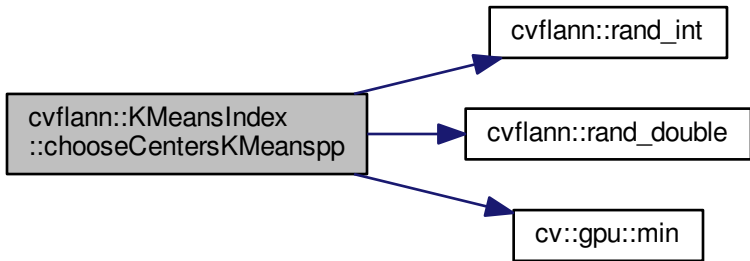 cvflann::rand_int
cvflann::KMeansIndex
::chooseCentersKMeanspp
cvflann::rand_double
cv::gpu::min